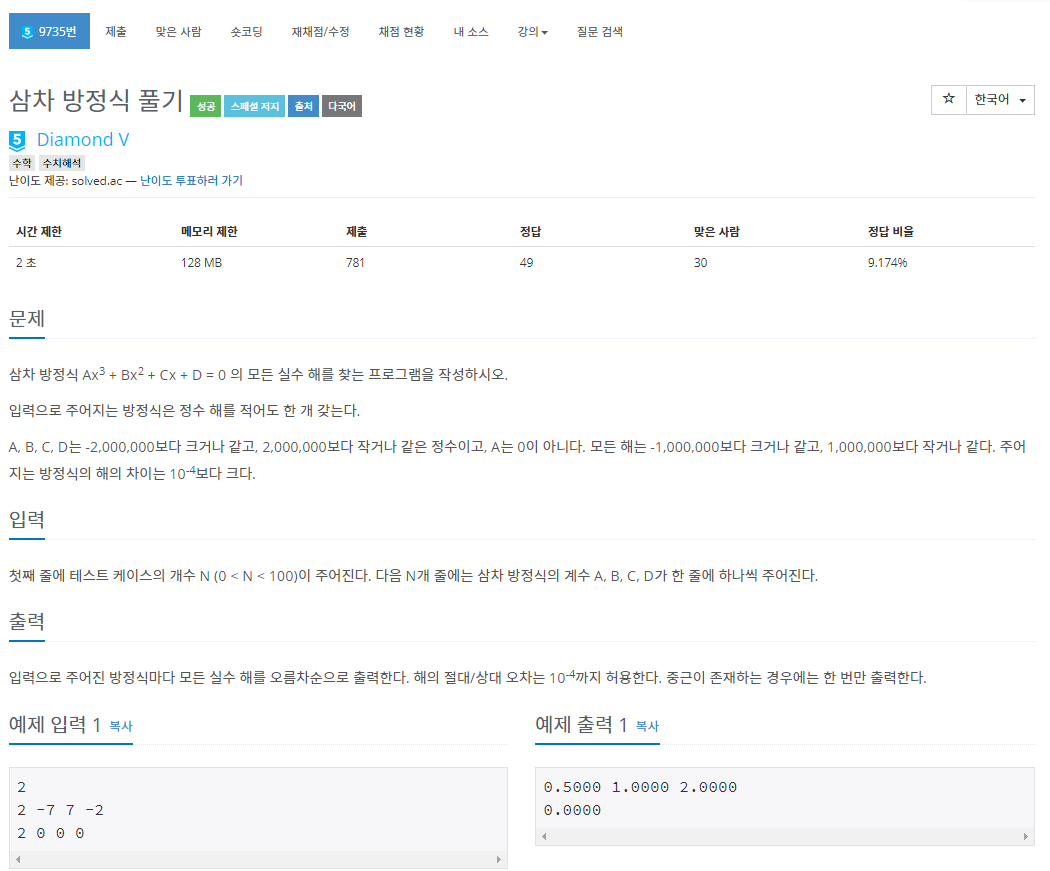 5 9735번 제출 맞은 사람 숏코딩 재채점/수정 채점 현황 내 소스 강의 질문 검색
삼차 방정식 풀기 성공 스페셜 저지 출처 다국어 ☆ 한국어
5 Diamond V
수학 수치해석
난이도 제공: solved.ac — 난이도 투표하러 가기
시간 제한 메모리 제한 제출 정답 맞은 사람 정답 비율
2 초 128 MB 781 49 30 9.174%
문제
삼차 방정식 Ax³ + Bx² + Cx + D = 0 의 모든 실수 해를 찾는 프로그램을 작성하시오.
입력으로 주어지는 방정식은 정수 해를 적어도 한 개 갖는다.
A, B, C, D는 -2,000,000보다 크거나 같고, 2,000,000보다 작거나 같은 정수이고, A는 0이 아니다. 모든 해는 -1,000,000보다 크거나 같고, 1,000,000보다 작거나 같다. 주어
지는 방정식의 해의 차이는 10⁻⁴보다 크다.
입력
첫째 줄에 테스트 케이스의 개수 N (0 < N < 100)이 주어진다. 다음 N개 줄에는 삼차 방정식의 계수 A, B, C, D가 한 줄에 하나씩 주어진다.
출력
입력으로 주어진 방정식마다 모든 실수 해를 오름차순으로 출력한다. 해의 절대/상대 오차는 10⁻⁴까지 허용한다. 중근이 존재하는 경우에는 한 번만 출력한다.
예제 입력 1 복사
2
2 -7 7 -2
2 0 0 0
예제 출력 1 복사
0.5000 1.0000 2.0000
0.0000